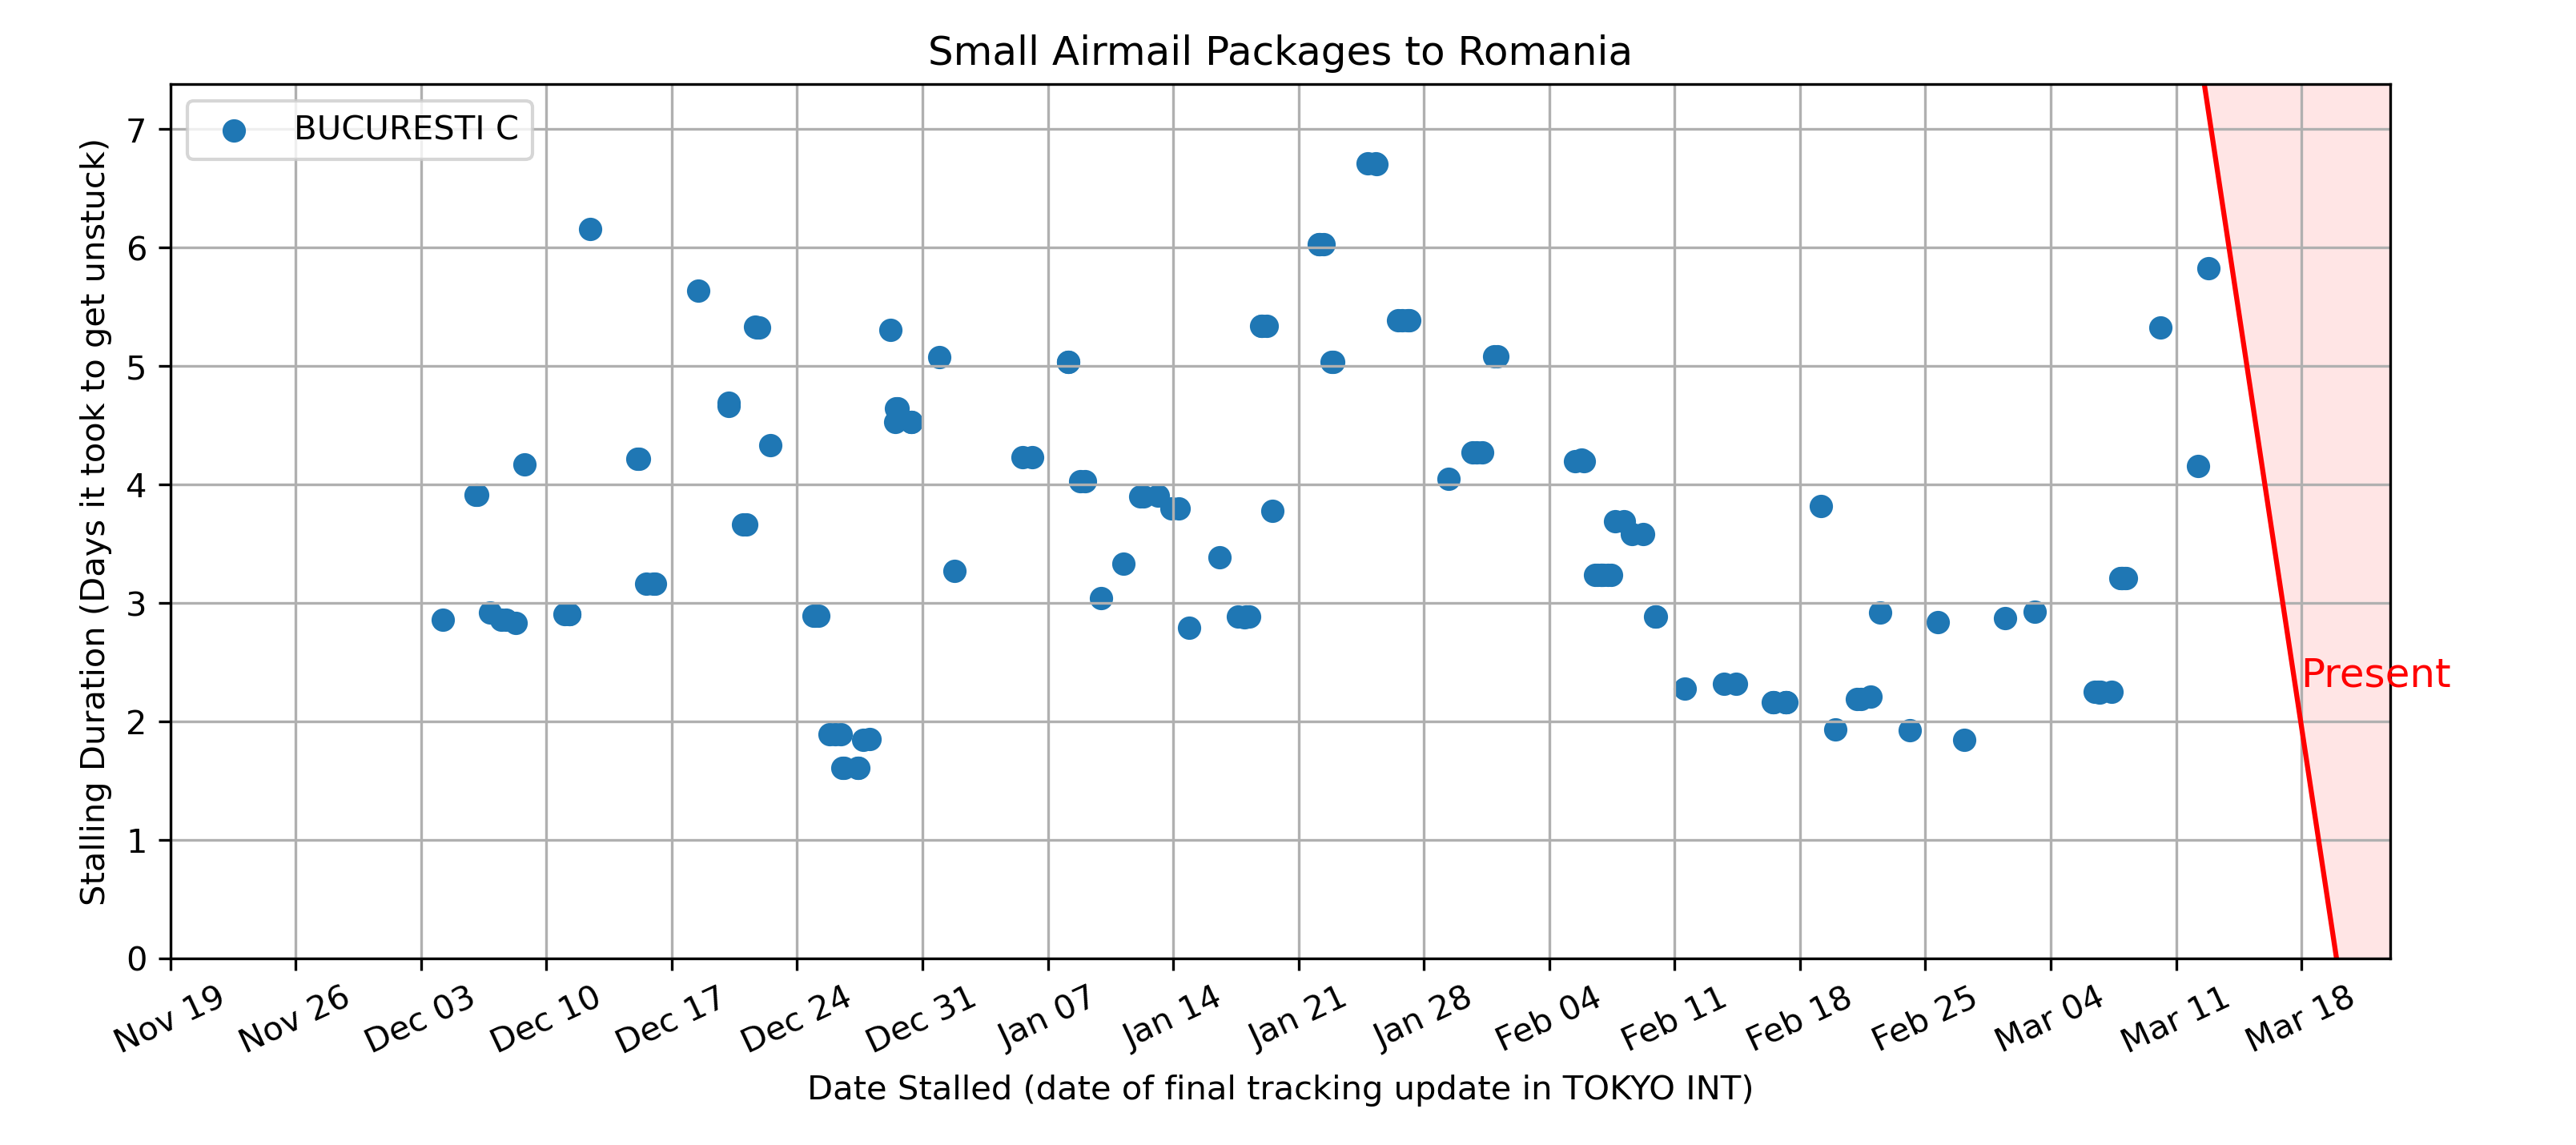 Small Airmail Packages to Romania
BUCURESTI C
Stalling Duration (Days it took to get unstuck)
7
6
5
4
3
2
1
0
Present
Nov 19
Nov 26
Dec 03
Dec 10
Dec 17
Dec 24
Dec 31
Jan 07
Jan 14
Jan 21
Jan 28
Feb 04
Feb 11
Feb 18
Feb 25
Mar 04
Mar 11
Mar 18
Date Stalled (date of final tracking update in TOKYO INT)